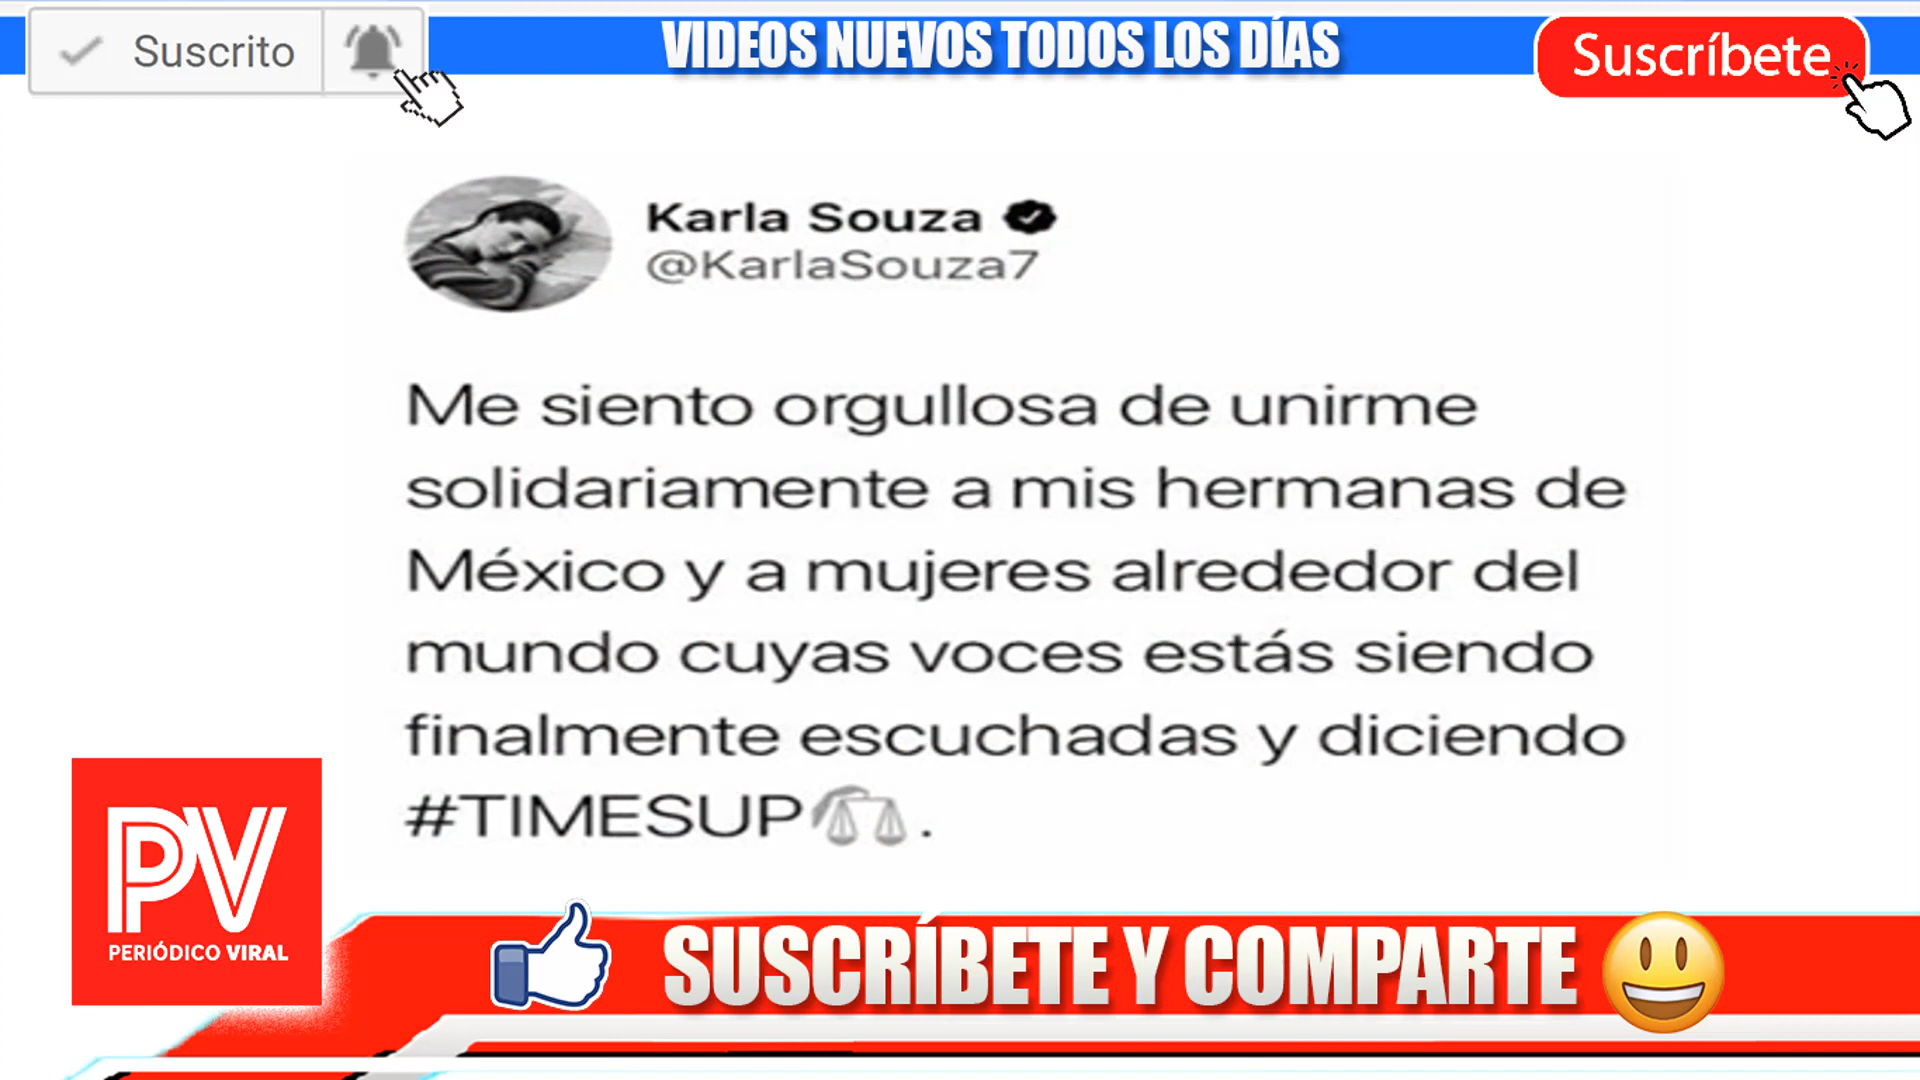 Suscrito
VIDEOS NUEVOS TODOS LOS DÍAS
Suscríbete
Karla Souza
@KarlaSouza7
Me siento orgullosa de unirme
solidariamente a mis hermanas de
México y a mujeres alrededor del
mundo cuyas voces estás siendo
finalmente escuchadas y diciendo
#TIMESUP.
PV
PERIÓDICO VIRAL
SUSCRÍBETE Y COMPARTE